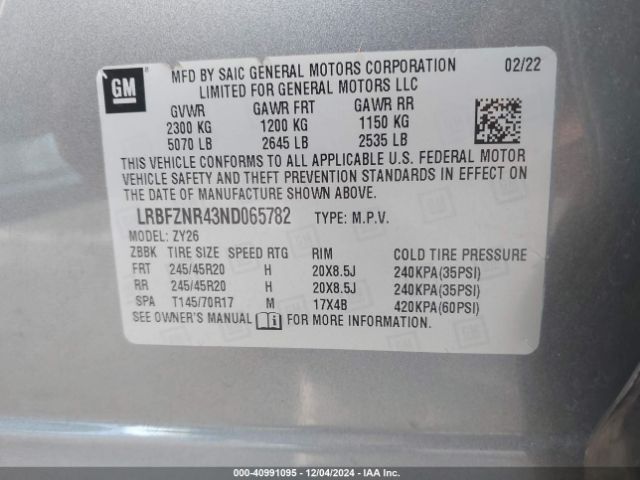 GM
MFD BY SAIC GENERAL MOTORS CORPORATION 02/22
LIMITED FOR GENERAL MOTORS LLC
GVWR GAWR FRT GAWR RR
2300 KG 1200 KG 1150 KG
5070 LB 2645 LB 2535 LB
THIS VEHICLE CONFORMS TO ALL APPLICABLE U.S. FEDERAL MOTOR
VEHICLE SAFETY AND THEFT PREVENTION STANDARDS IN EFFECT ON
THE DATE OF MANUFACTURE SHOWN ABOVE.
LRBFZNR43ND065782 TYPE: M.P.V.
MODEL: ZY26
ZBBK TIRE SIZE SPEED RTG RIM COLD TIRE PRESSURE
FRT 245/45R20 H 20X8.5J 240KPA(35PSI)
RR 245/45R20 H 20X8.5J 240KPA(35PSI)
SPA T145/70R17 M 17X4B 420KPA(60PSI)
SEE OWNER'S MANUAL i FOR MORE INFORMATION.
000-40991095 - 12/04/2024 - IAA Inc.